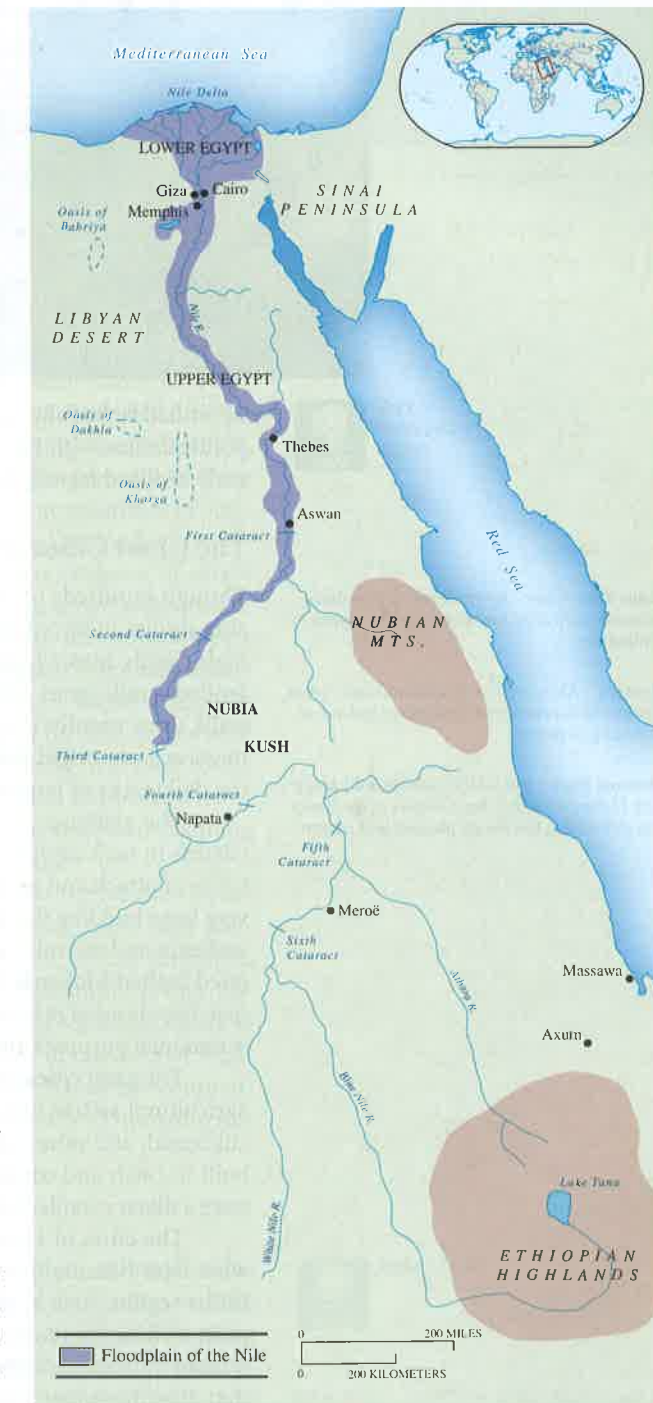 Mediterranean Sea
Nile Delta
LOWER EGYPT
Giza
Cairo
Memphis
SINAI
PENINSULA
Oasis of
Bahriya
LIBYAN
DESERT
Nile R.
UPPER EGYPT
Oasis of
Dakhla
Thebes
Oasis of
Kharga
Aswan
First Cataract
Red Sea
NUBIAN
MTS.
Second Cataract
NUBIA
KUSH
Third Cataract
Fourth Cataract
Napata
Fifth
Cataract
Meroë
Sixth
Cataract
Massawa
Atbara R.
Axum
Blue Nile R.
Lake Tana
White Nile R.
ETHIOPIAN
HIGHLANDS
0 200 MILES
Floodplain of the Nile
0 200 KILOMETERS